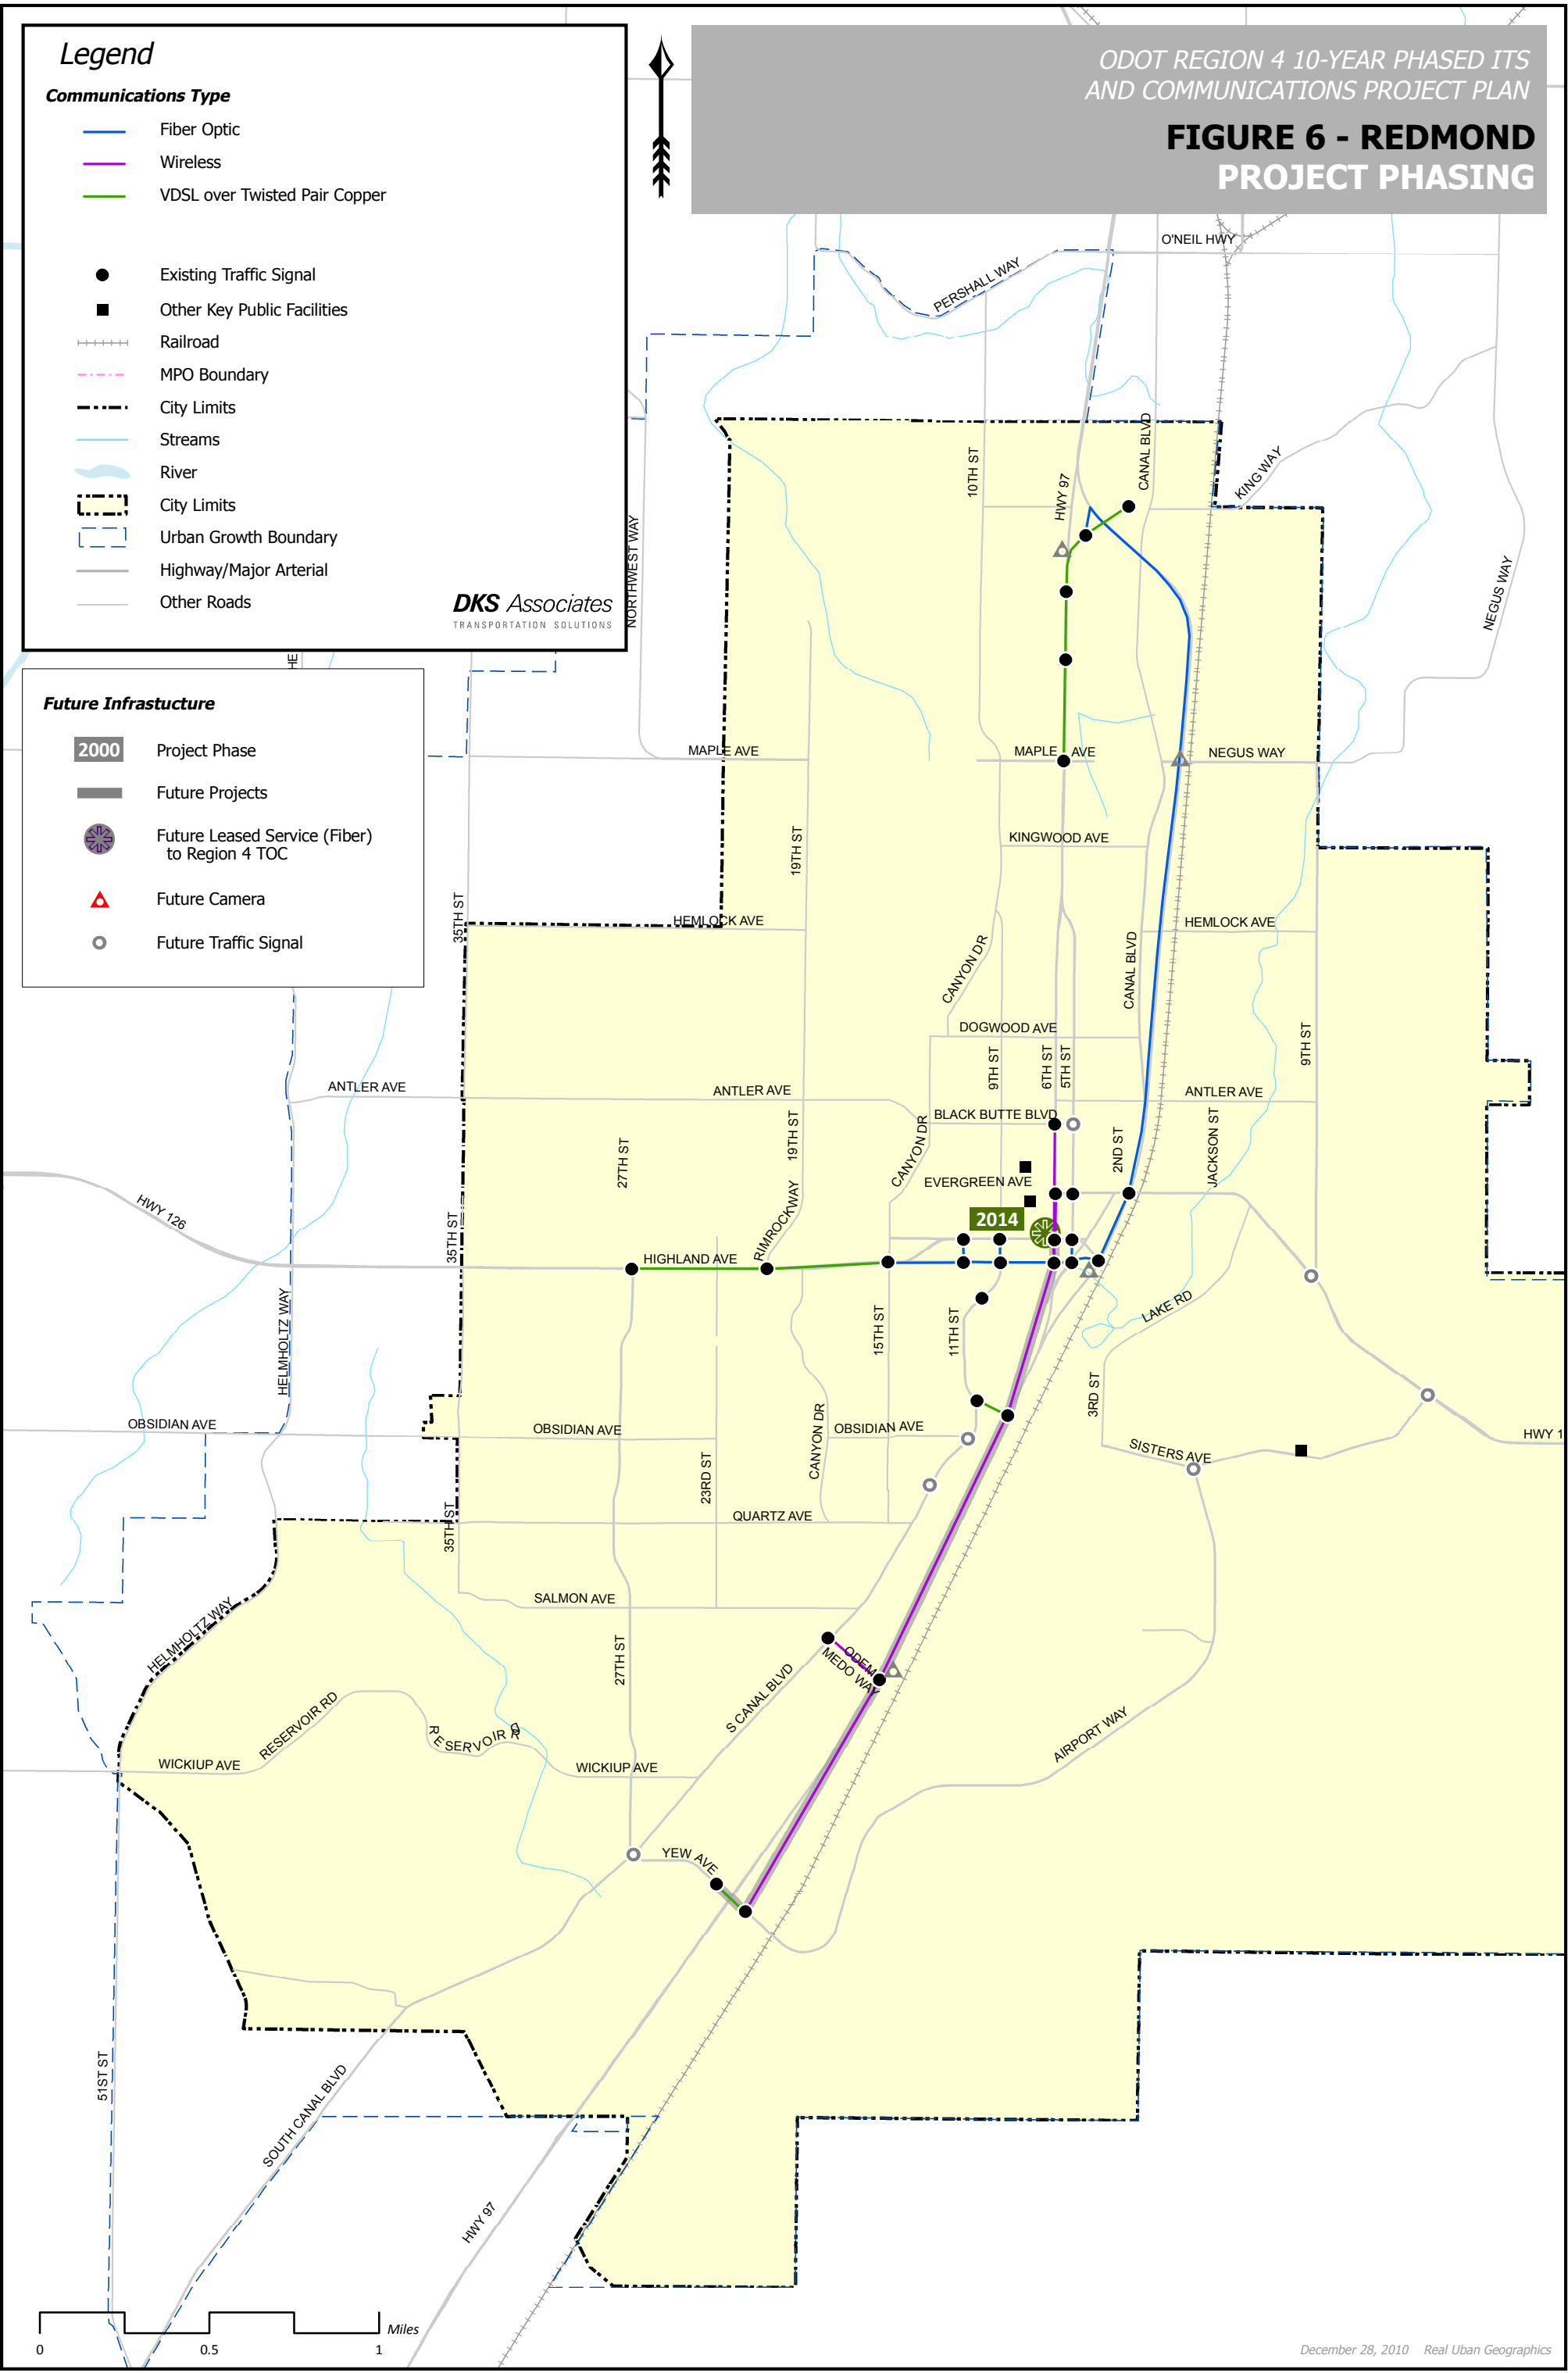 Legend
Communications Type
Fiber Optic
Wireless
VDSL over Twisted Pair Copper
Existing Traffic Signal
Other Key Public Facilities
Railroad
MPO Boundary
City Limits
Streams
River
City Limits
Urban Growth Boundary
Highway/Major Arterial
Other Roads
DKS Associates
TRANSPORTATION SOLUTIONS
ODOT REGION 4 10-YEAR PHASED ITS
AND COMMUNICATIONS PROJECT PLAN
FIGURE 6 - REDMOND
PROJECT PHASING
Future Infrastucture
2000
Project Phase
Future Projects
Future Leased Service (Fiber)
to Region 4 TOC
Future Camera
Future Traffic Signal
O'NEIL HWY
PERSHALL WAY
10TH ST
HWY 97
CANAL BLVD
KING WAY
NORTHWEST WAY
NEGUS WAY
HE
MAPLE AVE
MAPLE AVE
NEGUS WAY
KINGWOOD AVE
19TH ST
35TH ST
HEMLOCK AVE
HEMLOCK AVE
CANYON DR
CANAL BLVD
DOGWOOD AVE
9TH ST
6TH ST
5TH ST
9TH ST
ANTLER AVE
ANTLER AVE
ANTLER AVE
BLACK BUTTE BLVD
19TH ST
27TH ST
CANYON DR
2ND ST
JACKSON ST
EVERGREEN AVE
HWY 126
35TH ST
RIMROCKWAY
2014
HIGHLAND AVE
HELMHOLTZ WAY
15TH ST
11TH ST
LAKE RD
3RD ST
OBSIDIAN AVE
OBSIDIAN AVE
CANYON DR
OBSIDIAN AVE
HWY 1
SISTERS AVE
23RD ST
35TH ST
QUARTZ AVE
SALMON AVE
HELMHOLTZ WAY
27TH ST
ODEM
MEDO WAY
S CANAL BLVD
RESERVOIR RD
RESERVOIR RD
AIRPORT WAY
WICKIUP AVE
WICKIUP AVE
YEW AVE
51ST ST
SOUTH CANAL BLVD
HWY 97
Miles
0 0.5 1
December 28, 2010 Real Uban Geographics